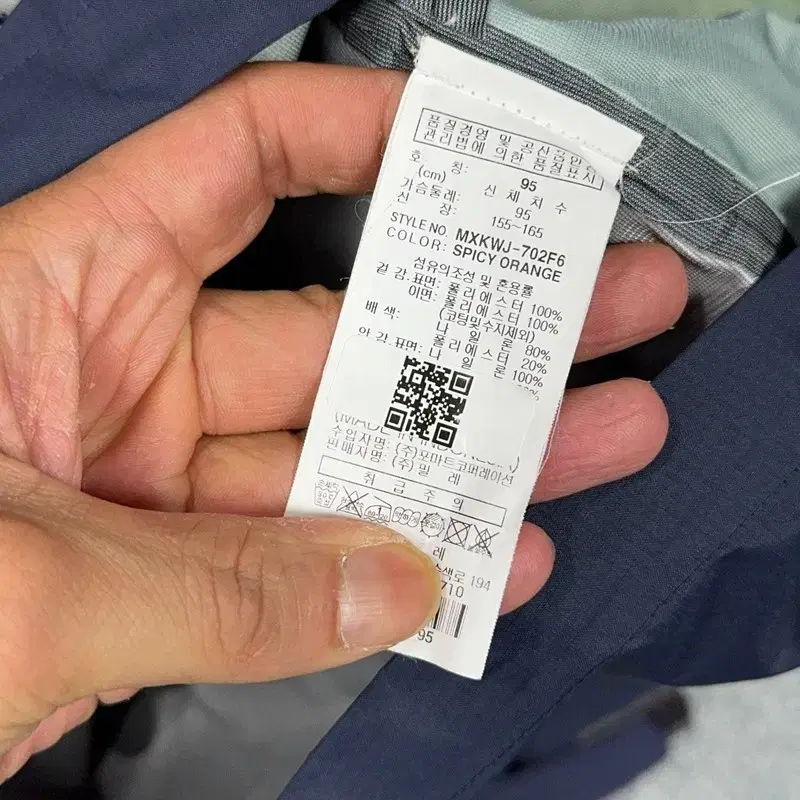 품질경영 및 공산품안
관리법에 의한 품질표시
호 칭: 95
(cm) 신 체 치 수
가슴둘레: 95
신 장: 155~165
STYLE NO. MXKWJ-702F6
COLOR: SPICY ORANGE
섬유의조성 및 혼용률
겉 감 표면: 폴리에스터 100%
이면: 폴리에스터 100%
(코팅및수지제외)
배 색: 나 일 론 80%
폴리에스터 20%
안 감 표면: 나 일 론 100%
(MADE IN INDONESIA)
수입자명: (주)포마트코퍼레이션
판매자명: (주) 밀 레
취 급 주 의
레
색로 194
710
95